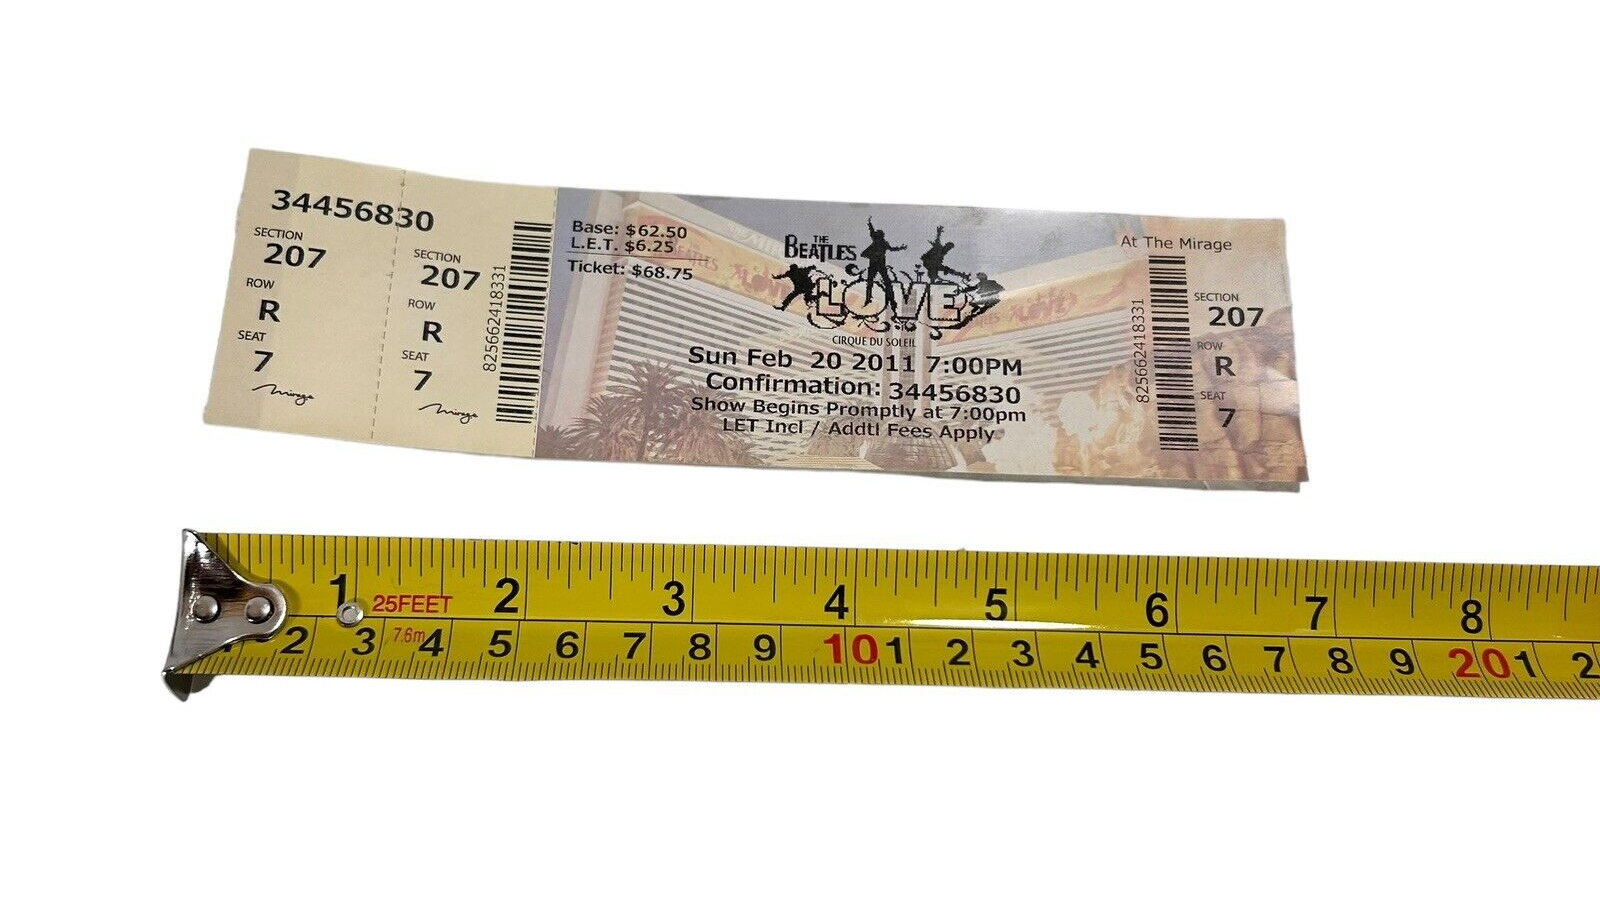 34456830
SECTION
207
ROW
R
SEAT
7
Mirage
SECTION
207
ROW
R
SEAT
7
Mirage
825662418331
Base: $62.50
L.E.T. $6.25
Ticket: $68.75
THE
BEATLES
LOVE
CIRQUE DU SOLEIL
Sun Feb 20 2011 7:00PM
Confirmation: 34456830
Show Begins Promptly at 7:00pm
LET Incl / Addtl Fees Apply
At The Mirage
825662418331
SECTION
207
ROW
R
SEAT
7
1 25FEET 2 3 4 5 6 7 8
1 2 3 7.6m 4 5 6 7 8 9 10 1 2 3 4 5 6 7 8 9 20 1 2